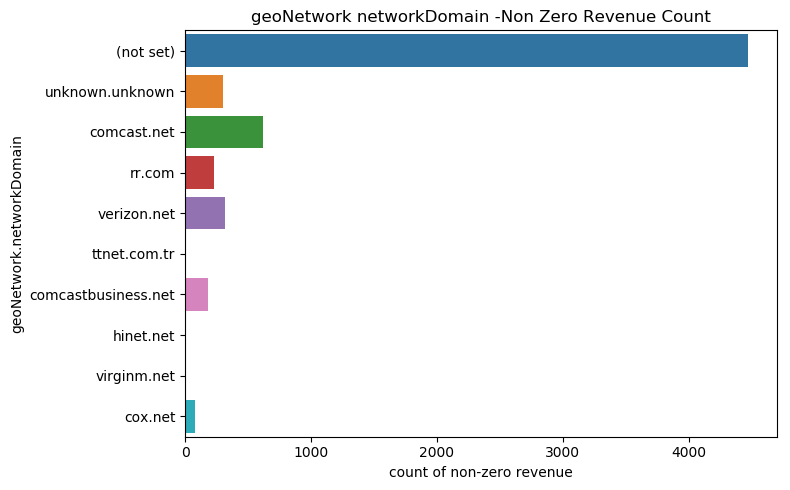 geoNetwork networkDomain -Non Zero Revenue Count
geoNetwork.networkDomain
(not set)
unknown.unknown
comcast.net
rr.com
verizon.net
ttnet.com.tr
comcastbusiness.net
hinet.net
virginm.net
cox.net
0 1000 2000 3000 4000
count of non-zero revenue